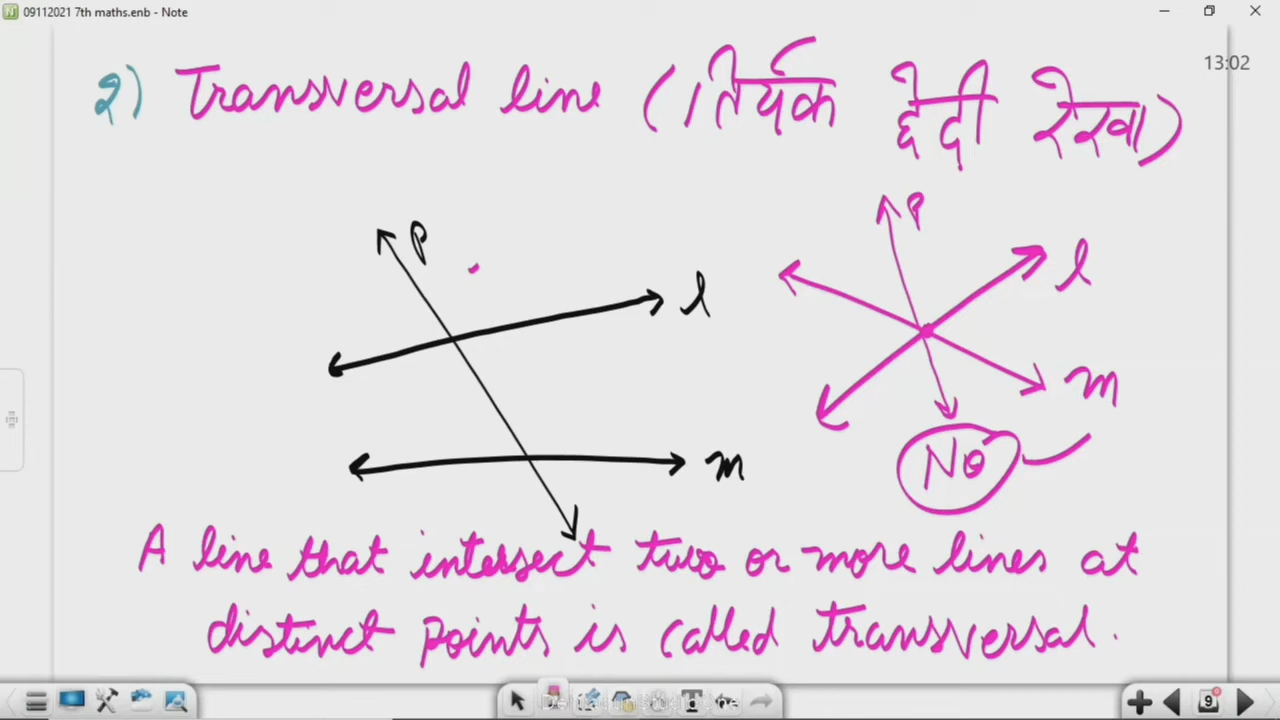 09112021 7th maths.enb - Note
13:02
2) Transversal line (तिर्यक छेदी रेखा)
P
l
m
P
l
m
No
A line that intersect two or more lines at
distinct points is called transversal.
9